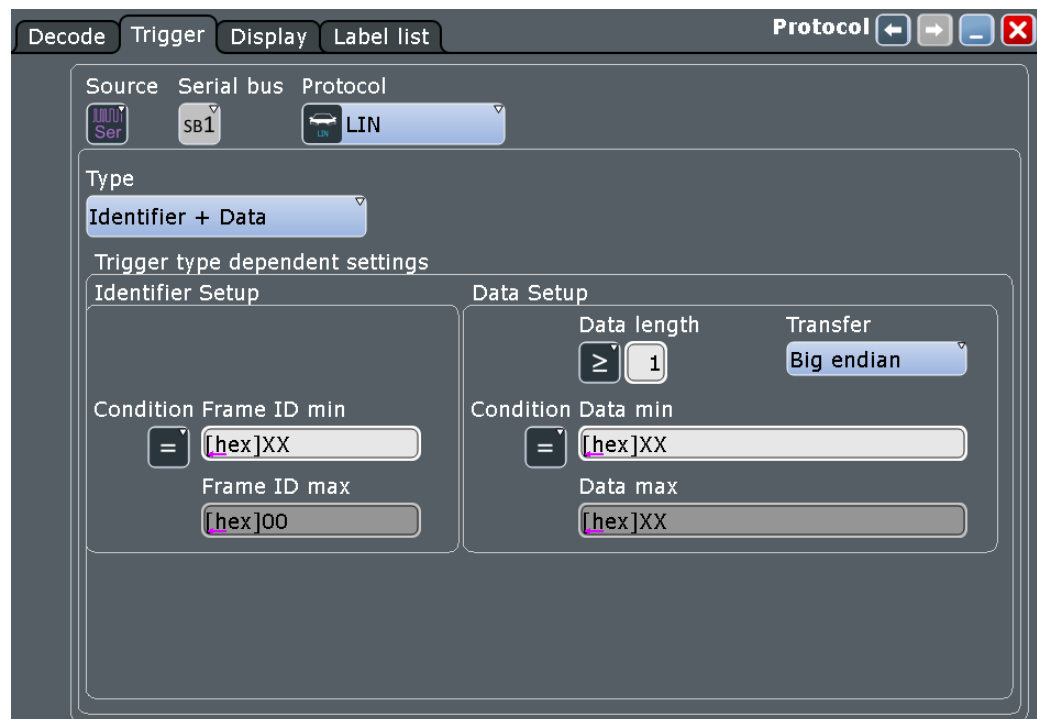 Decode Trigger Display Label list Protocol
Source Serial bus Protocol
Ser SB1 LIN LIN
Type
Identifier + Data
Trigger type dependent settings
Identifier Setup Data Setup
Data length Transfer
≥ 1 Big endian
Condition Frame ID min Condition Data min
= [hex]XX = [hex]XX
Frame ID max Data max
[hex]00 [hex]XX